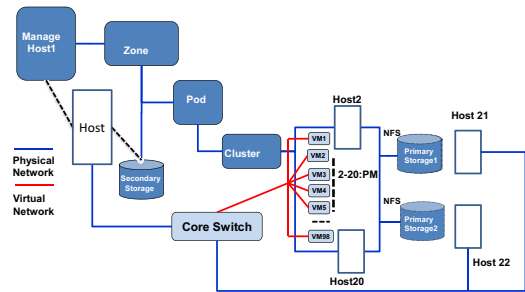 Manage
Host1
Zone
Pod
Host
Cluster
Secondary
Storage
Physical
Network
Virtual
Network
Core Switch
Host2
VM1
VM2
VM3
VM4
VM5
VM98
2-20:PM
Host20
NFS
Primary
Storage1
NFS
Primary
Storage2
Host 21
Host 22